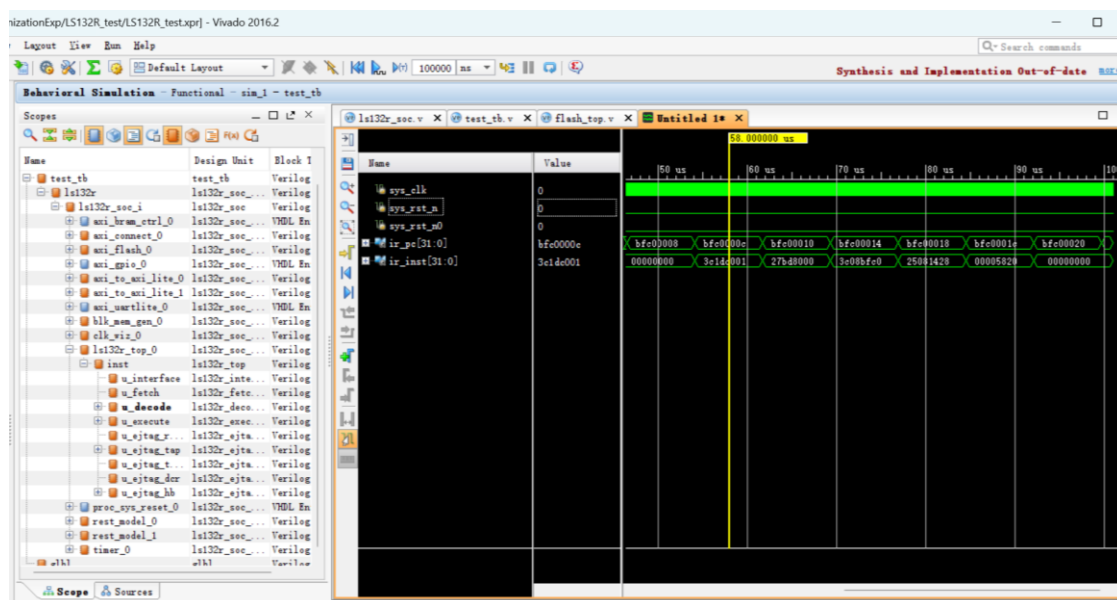 nizationExp/LS132R_test/LS132R_test.xpr] - Vivado 2016.2
Layout View Run Help
Search commands
Default Layout 100000 ns
Synthesis and Implementation Out-of-date
Behavioral Simulation - Functional - sim_1 - test_tb
Scopes
ls132r_soc.v test_tb.v flash_top.v Untitled 1*
Name Design Unit Block T
test_tb test_tb Verilog
ls132r ls132r_soc_... Verilog
ls132r_soc_i ls132r_soc Verilog
axi_bram_ctrl_0 ls132r_soc_... VHDL En
axi_connect_0 ls132r_soc_... Verilog
axi_flash_0 ls132r_soc_... Verilog
axi_gpio_0 ls132r_soc_... VHDL En
axi_to_axi_lite_0 ls132r_soc_... Verilog
axi_to_axi_lite_1 ls132r_soc_... Verilog
axi_uartlite_0 ls132r_soc_... VHDL En
blk_mem_gen_0 ls132r_soc_... Verilog
clk_wiz_0 ls132r_soc_... Verilog
ls132r_top_0 ls132r_soc_... Verilog
inst ls132r_top Verilog
u_interface ls132r_inte... Verilog
u_fetch ls132r_fetc... Verilog
u_decode ls132r_deco... Verilog
u_execute ls132r_exec... Verilog
u_ejtag_r... ls132r_ejta... Verilog
u_ejtag_tap ls132r_ejta... Verilog
u_ejtag_t... ls132r_ejta... Verilog
u_ejtag_dcr ls132r_ejta... Verilog
u_ejtag_hb ls132r_ejta... Verilog
proc_sys_reset_0 ls132r_soc_... VHDL En
rest_model_0 ls132r_soc_... Verilog
rest_model_1 ls132r_soc_... Verilog
timer_0 ls132r_soc_... Verilog
glbl glbl Verilog
Scope Sources
Name Value
58.000000 us
50 us 60 us 70 us 80 us 90 us
sys_clk 0
sys_rst_n 0
sys_rst_n0 0
ir_pc[31:0] bfc0000c bfc00008 bfc0000c bfc00010 bfc00014 bfc00018 bfc0001c bfc00020
ir_inst[31:0] 3c1dc001 00000000 3c1dc001 27bd8000 3c08bfc0 25081428 00005820 00000000